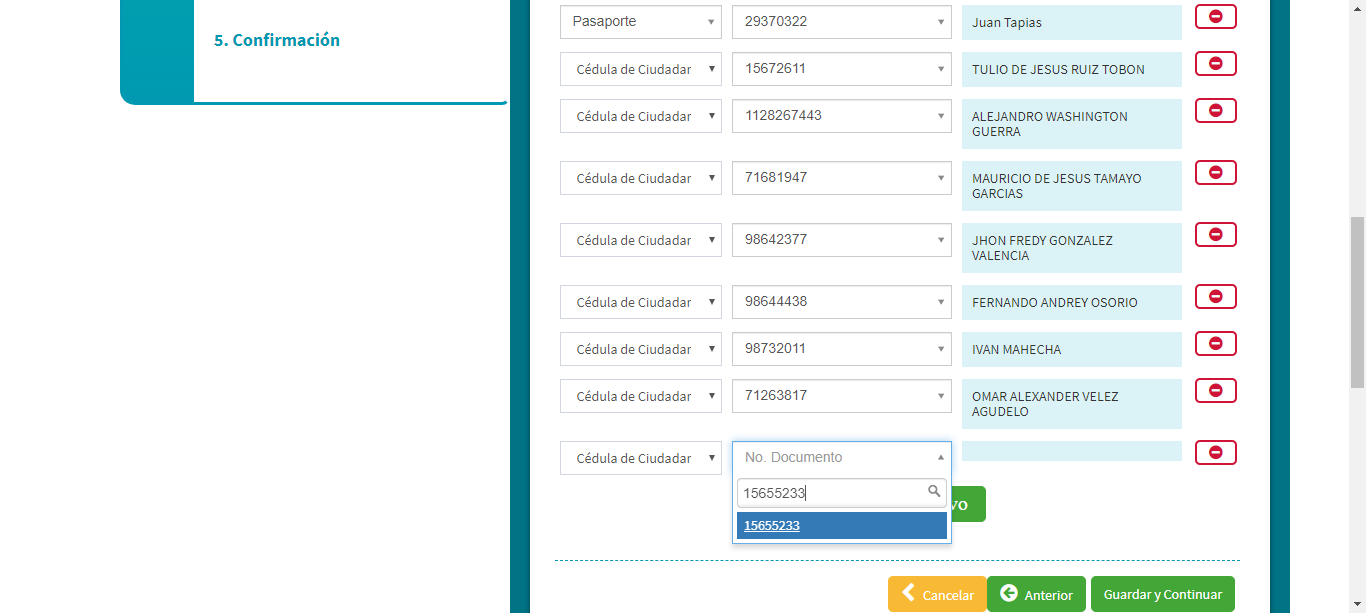 5. Confirmación
Pasaporte 29370322 Juan Tapias
Cédula de Ciudadar 15672611 TULIO DE JESUS RUIZ TOBON
Cédula de Ciudadar 1128267443 ALEJANDRO WASHINGTON
GUERRA
Cédula de Ciudadar 71681947 MAURICIO DE JESUS TAMAYO
GARCIAS
Cédula de Ciudadar 98642377 JHON FREDY GONZALEZ
VALENCIA
Cédula de Ciudadar 98644438 FERNANDO ANDREY OSORIO
Cédula de Ciudadar 98732011 IVAN MAHECHA
Cédula de Ciudadar 71263817 OMAR ALEXANDER VELEZ
AGUDELO
Cédula de Ciudadar No. Documento
15655233
vo
15655233
Cancelar Anterior Guardar y Continuar